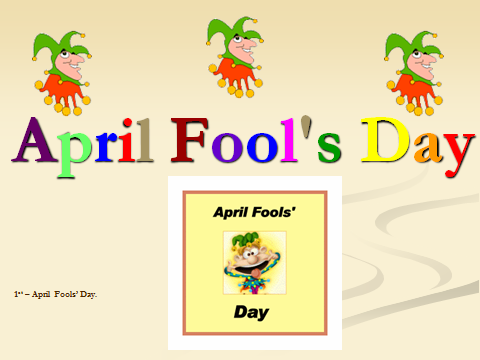 April Fool's Day
April Fools'
Day
1st – April Fools' Day.